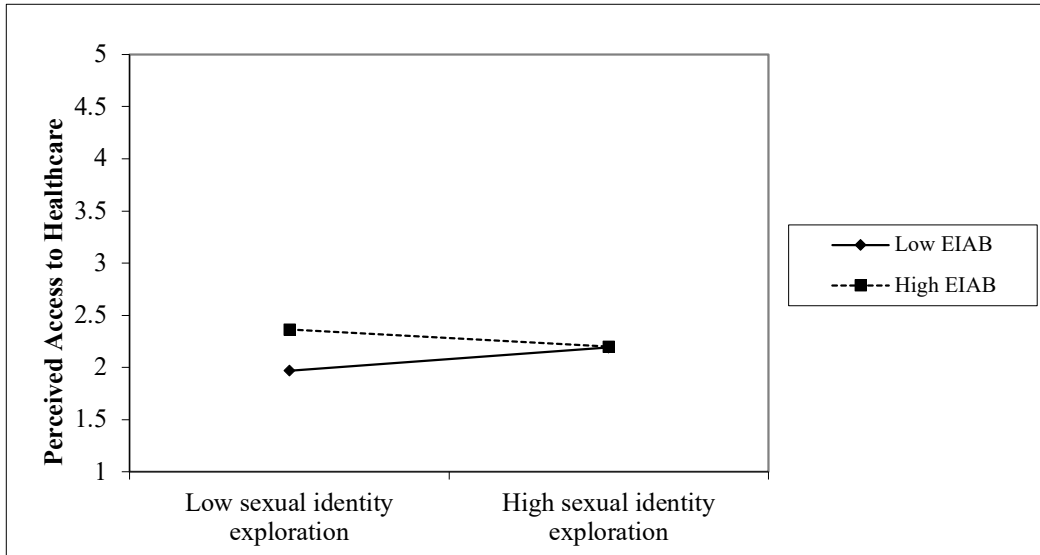 Perceived Access to Healthcare
5
4.5
4
3.5
3
2.5
2
1.5
1
Low sexual identity
exploration
High sexual identity
exploration
Low EIAB
High EIAB